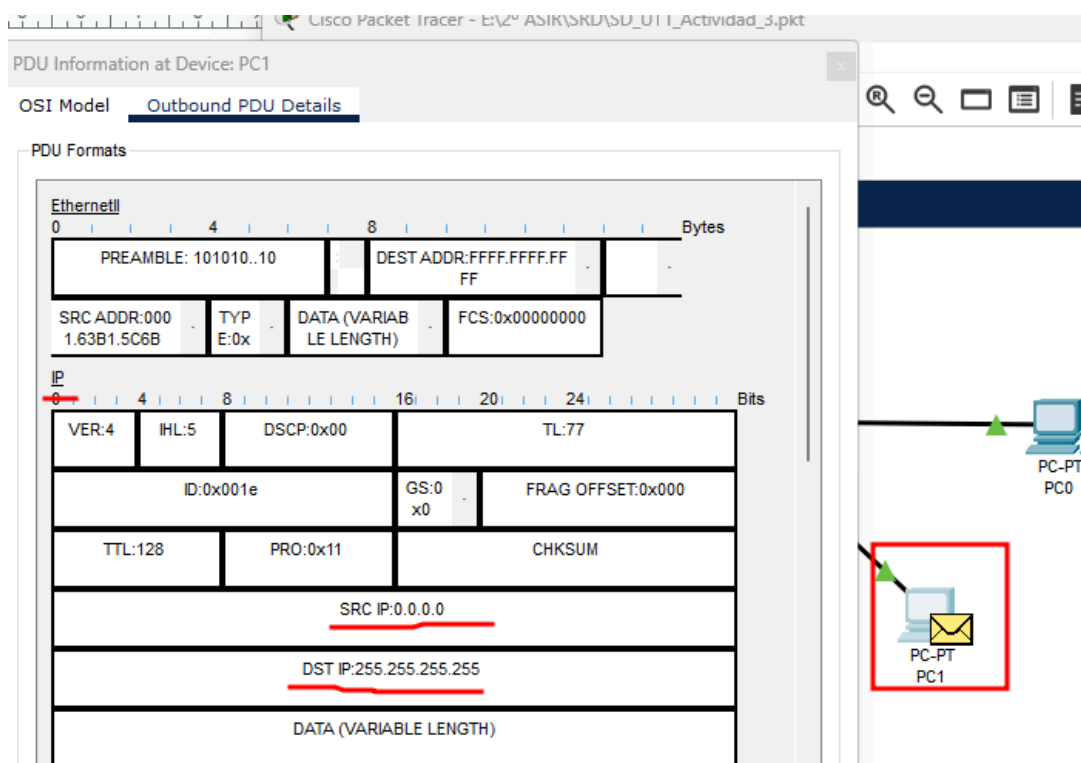 Cisco Packet Tracer - E:\2º ASIR\SRD\SD_UT1_Actividad_3.pkt
PDU Information at Device: PC1
x
OSI Model Outbound PDU Details
PDU Formats
EthernetII
0 4 8 Bytes
PREAMBLE: 101010..10
DEST ADDR:FFFF.FFFF.FF
FF
SRC ADDR:000
1.63B1.5C6B
TYP
E:0x
DATA (VARIAB
LE LENGTH)
FCS:0x00000000
IP
0 4 8 16 20 24 Bits
VER:4 IHL:5 DSCP:0x00 TL:77
ID:0x001e
GS:0
x0
FRAG OFFSET:0x000
TTL:128 PRO:0x11 CHKSUM
SRC IP:0.0.0.0
DST IP:255.255.255.255
DATA (VARIABLE LENGTH)
R
PC-PT
PC0
PC-PT
PC1